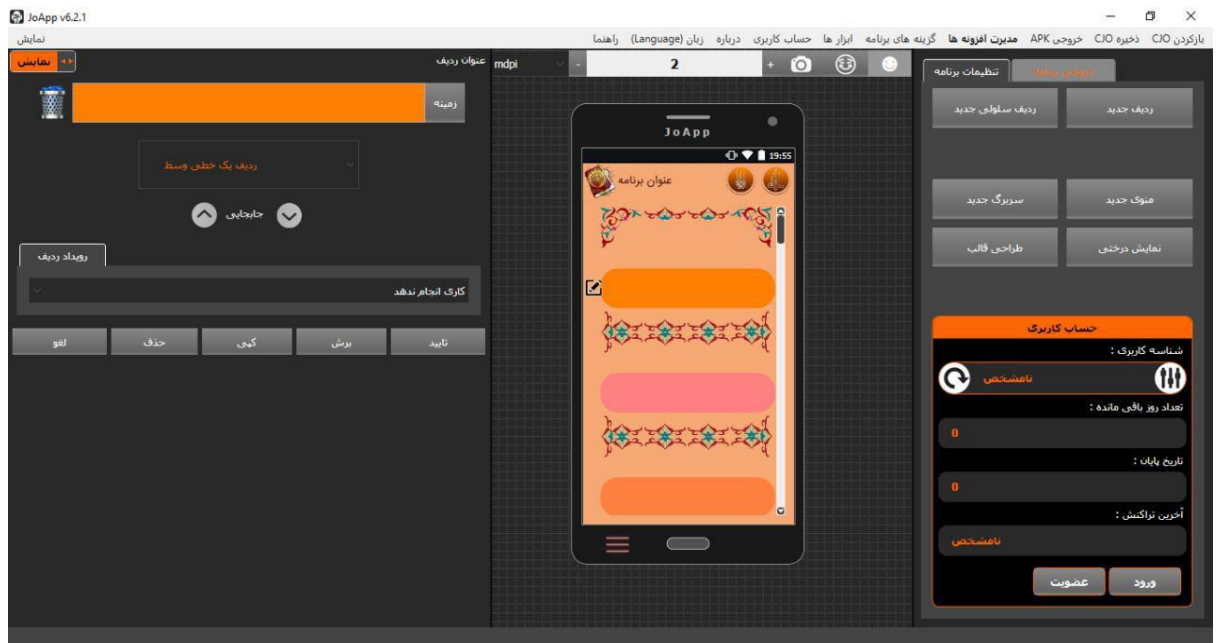 JoApp v6.2.1
بازکردن CJO ذخیره CJO خروجی APK مدیرت افزونه ها گزینه های برنامه ابزار ها حساب کاربری درباره زبان (Language) راهنما
نمایش
تنظیمات برنامه
ردیف جدید
ردیف سلولی جدید
منوی جدید
سربرگ جدید
نمایش درختی
طراحی قالب
حساب کاربری
شناسه کاربری :
نامشخص
تعداد روز باقی مانده :
0
تاریخ پایان :
0
آخرین تراکنش :
نامشخص
ورود
عضویت
mdpi
-
2
+
JoApp
19:55
عنوان برنامه
عنوان ردیف
نمایش
زمینه
ردیف یک خطی وسط
جابجایی
رویداد ردیف
کاری انجام ندهد
تایید
برش
کپی
حذف
لغو